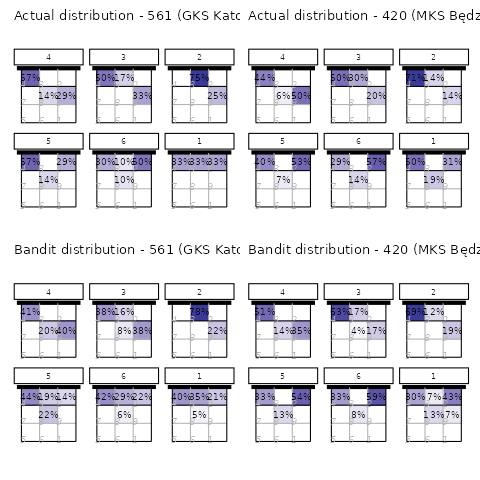 Actual distribution - 561 (GKS Katc
Actual distribution - 420 (MKS Będz
4 3 2 4 3 2
57% 50% 17% 75% 44% 50% 30% 71% 14%
14% 29% 33% 25% 6% 50% 20% 14%
5 6 1 5 6 1
57% 29% 30% 10% 50% 33% 33% 33% 40% 53% 29% 57% 50% 31%
14% 10% 7% 14% 19%
Bandit distribution - 561 (GKS Katc
Bandit distribution - 420 (MKS Będz
4 3 2 4 3 2
41% 38% 16% 78% 51% 63% 17% 69% 12%
20% 40% 8% 38% 22% 14% 35% 4% 17% 19%
5 6 1 5 6 1
44% 19% 14% 42% 29% 22% 40% 35% 21% 33% 54% 33% 59% 30% 7% 43%
22% 6% 5% 13% 8% 13% 7%